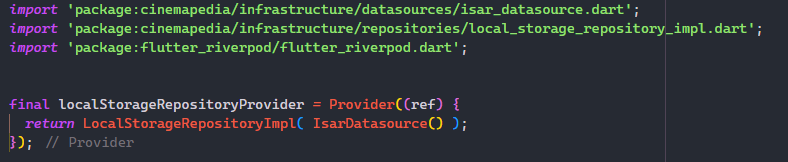 import 'package:cinemapedia/infrastructure/datasources/isar_datasource.dart';
import 'package:cinemapedia/infrastructure/repositories/local_storage_repository_impl.dart';
import 'package:flutter_riverpod/flutter_riverpod.dart';
final localStorageRepositoryProvider = Provider((ref) {
  return LocalStorageRepositoryImpl( IsarDatasource() );
}); // Provider